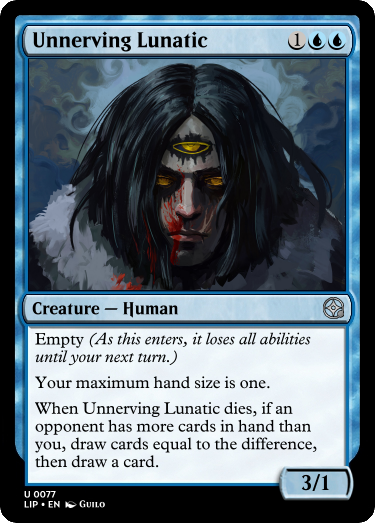 Unnerving Lunatic 1
Creature — Human
Empty (As this enters, it loses all abilities
until your next turn.)
Your maximum hand size is one.
When Unnerving Lunatic dies, if an
opponent has more cards in hand than
you, draw cards equal to the difference,
then draw a card.
3/1
U 0077
LIP • EN Guilo